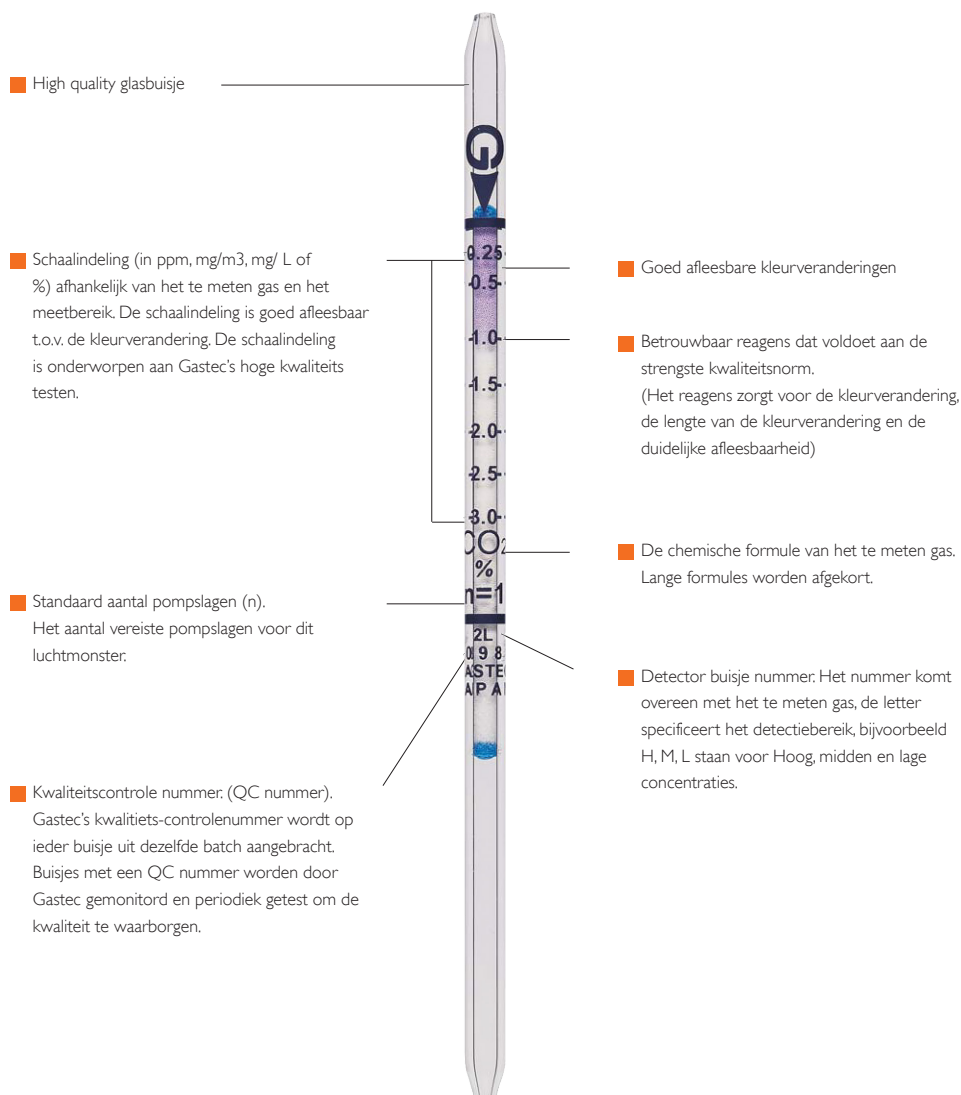 High quality glasbuisje
Schaalindeling (in ppm, mg/m3, mg/ L of
%) afhankelijk van het te meten gas en het
meetbereik. De schaalindeling is goed afleesbaar
t.o.v. de kleurverandering. De schaalindeling
is onderworpen aan Gastec's hoge kwaliteits
testen.
Standaard aantal pompslagen (n).
Het aantal vereiste pompslagen voor dit
luchtmonster.
Kwaliteitscontrole nummer. (QC nummer).
Gastec's kwalitiets-controlenummer wordt op
ieder buisje uit dezelfde batch aangebracht.
Buisjes met een QC nummer worden door
Gastec gemonitord en periodiek getest om de
kwaliteit te waarborgen.
G
0.25
0.5
1.0
1.5
2.0
2.5
3.0
CO2
%
n=1
2L
Goed afleesbare kleurveranderingen
Betrouwbaar reagens dat voldoet aan de
strengste kwaliteitsnorm.
(Het reagens zorgt voor de kleurverandering,
de lengte van de kleurverandering en de
duidelijke afleesbaarheid)
De chemische formule van het te meten gas.
Lange formules worden afgekort.
Detector buisje nummer. Het nummer komt
overeen met het te meten gas, de letter
specificeert het detectiebereik, bijvoorbeeld
H, M, L staan voor Hoog, midden en lage
concentraties.